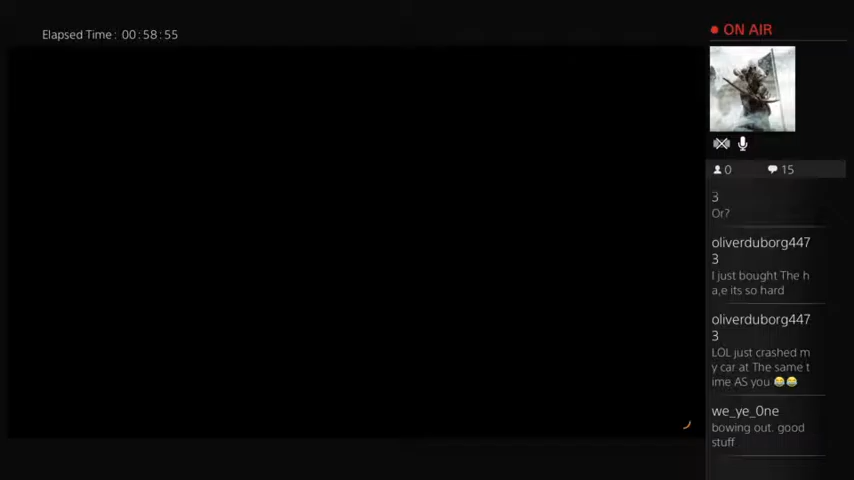 Elapsed Time: 00:58:55
ON AIR
0 15
3
Or?
oliverduborg447
3
I just bought The h
a,e its so hard
oliverduborg447
3
LOL just crashed m
y car at The same t
ime AS you 😂😂
we_ye_0ne
bowing out. good
stuff